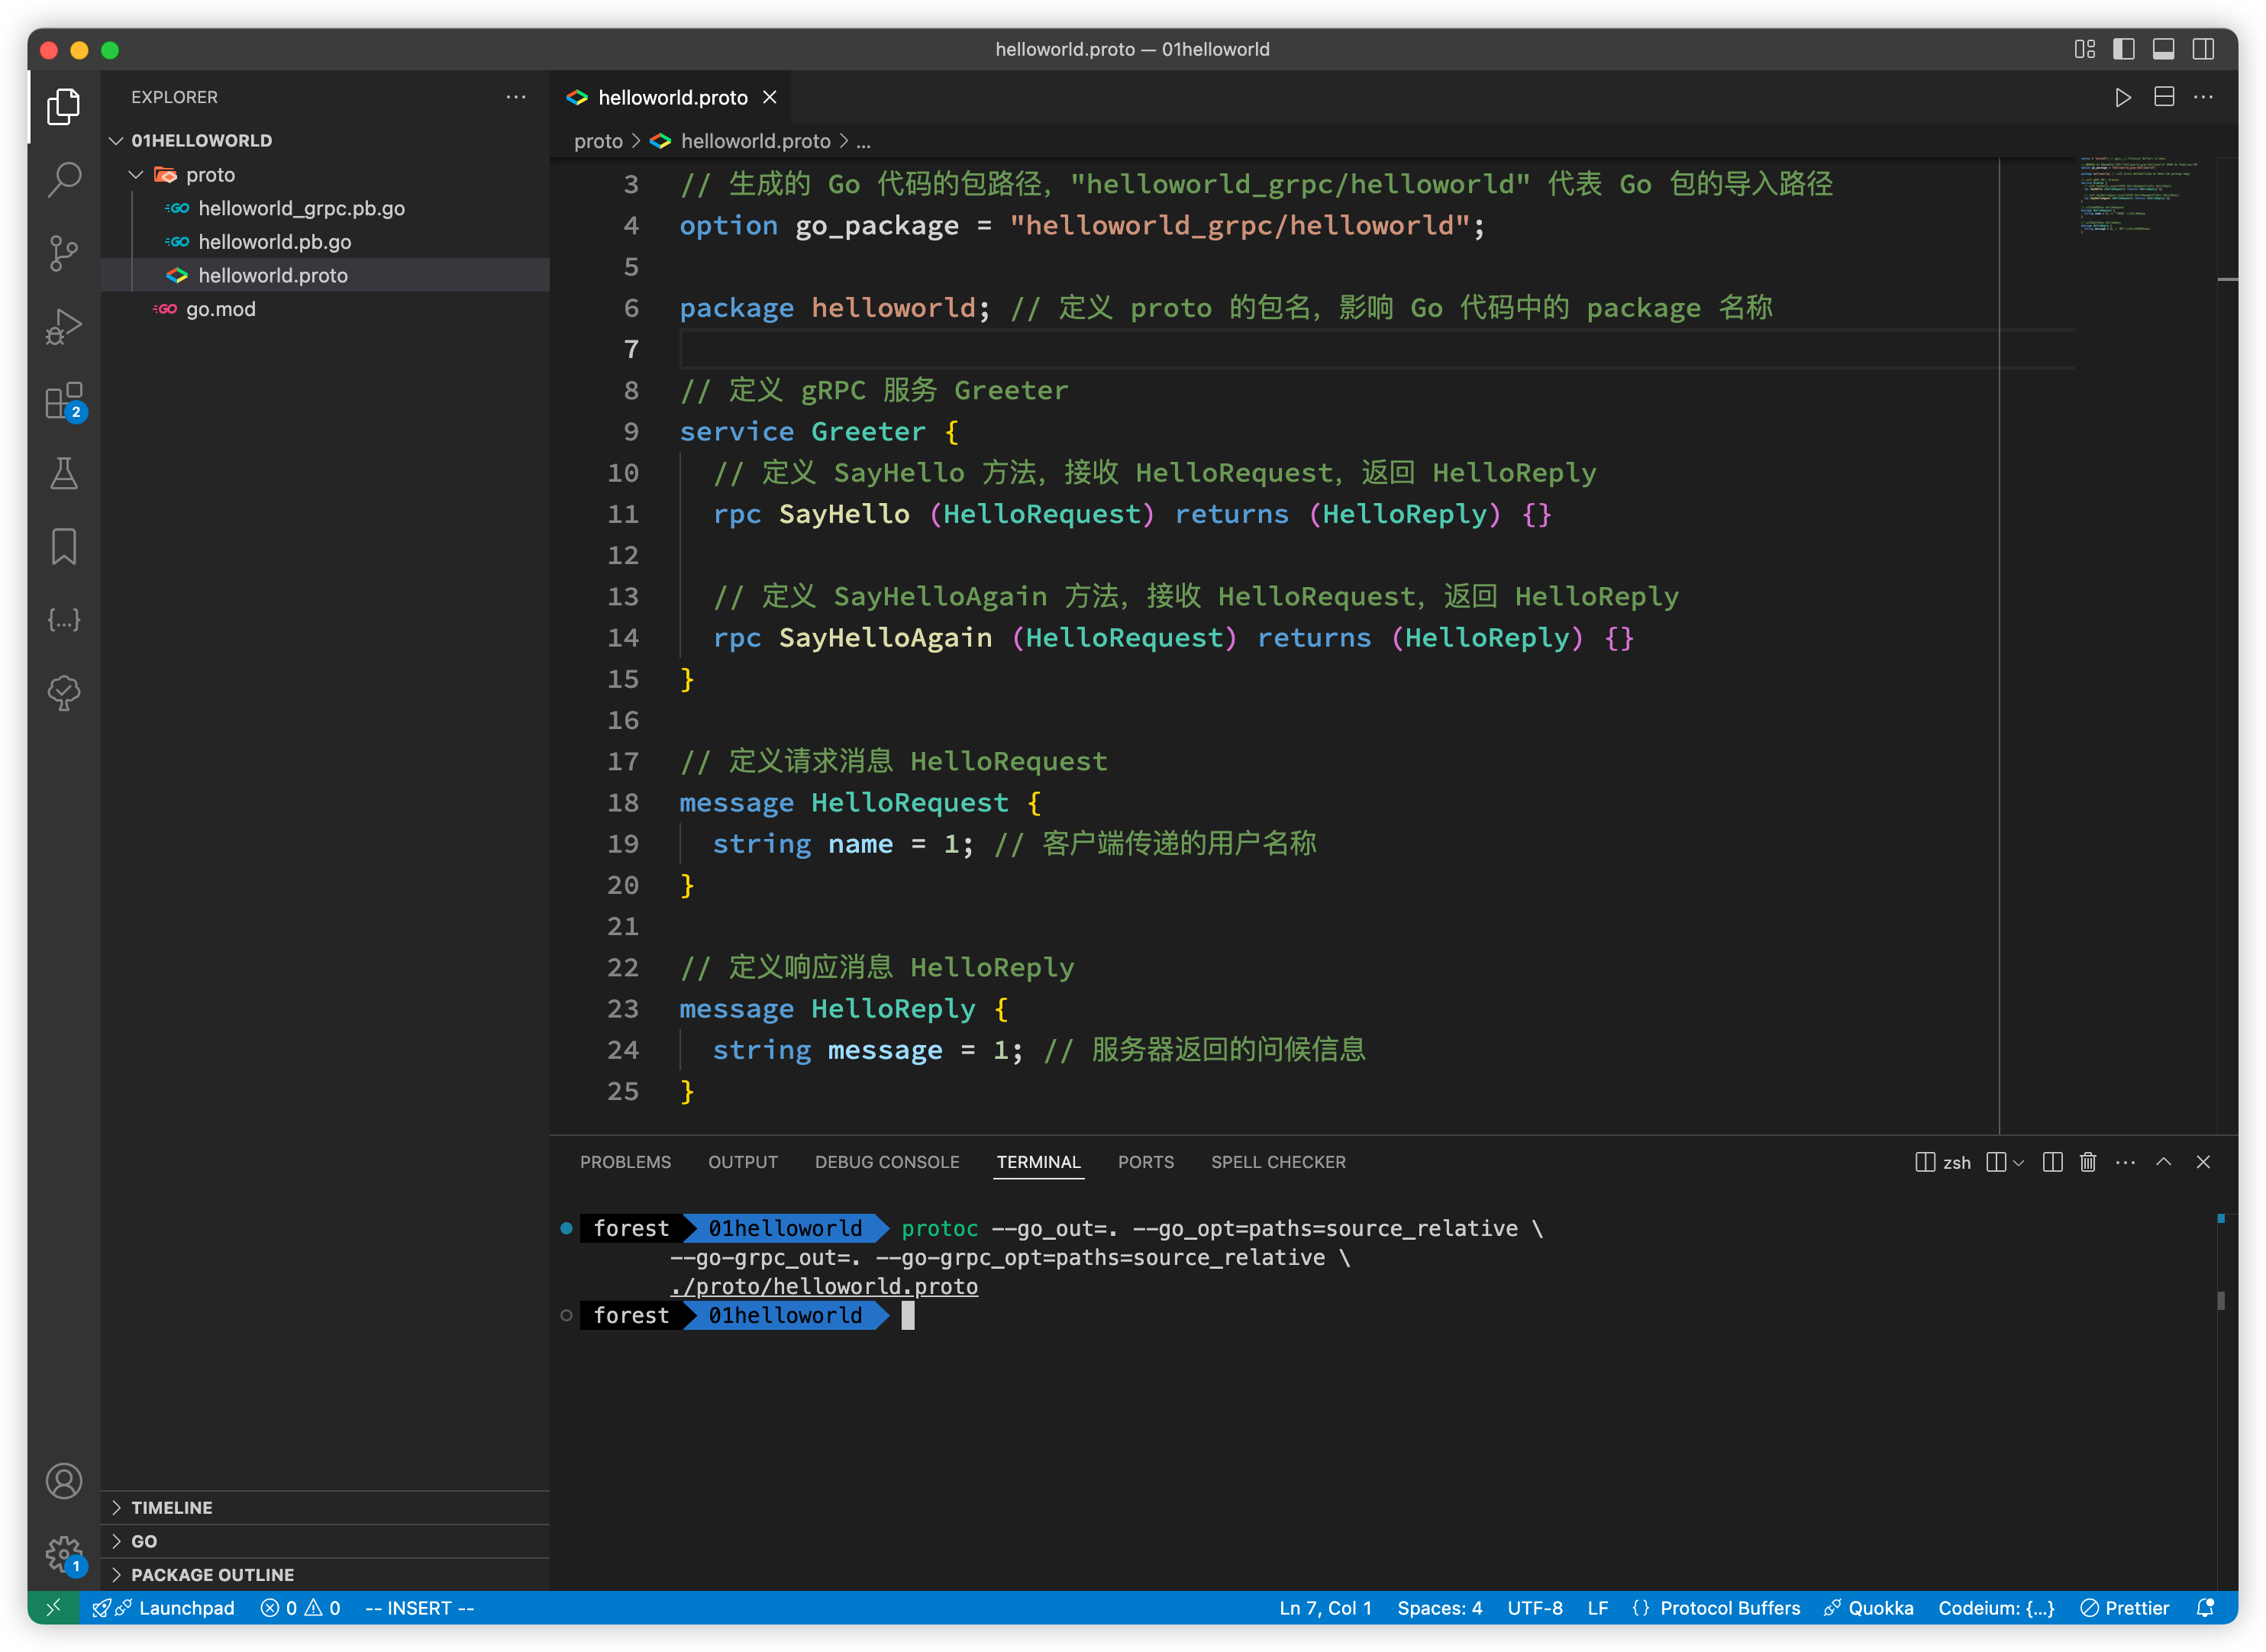 helloworld.proto — 01helloworld
EXPLORER
01HELLOWORLD
proto
helloworld_grpc.pb.go
helloworld.pb.go
helloworld.proto
go.mod
TIMELINE
GO
PACKAGE OUTLINE
2
1
helloworld.proto
proto > helloworld.proto > ...
3 // 生成的 Go 代码的包路径，"helloworld_grpc/helloworld" 代表 Go 包的导入路径
4 option go_package = "helloworld_grpc/helloworld";
5
6 package helloworld; // 定义 proto 的包名，影响 Go 代码中的 package 名称
7
8 // 定义 gRPC 服务 Greeter
9 service Greeter {
10 // 定义 SayHello 方法，接收 HelloRequest，返回 HelloReply
11 rpc SayHello (HelloRequest) returns (HelloReply) {}
12
13 // 定义 SayHelloAgain 方法，接收 HelloRequest，返回 HelloReply
14 rpc SayHelloAgain (HelloRequest) returns (HelloReply) {}
15 }
16
17 // 定义请求消息 HelloRequest
18 message HelloRequest {
19 string name = 1; // 客户端传递的用户名称
20 }
21
22 // 定义响应消息 HelloReply
23 message HelloReply {
24 string message = 1; // 服务器返回的问候信息
25 }
PROBLEMS OUTPUT DEBUG CONSOLE TERMINAL PORTS SPELL CHECKER zsh
forest 01helloworld protoc --go_out=. --go_opt=paths=source_relative \
--go-grpc_out=. --go-grpc_opt=paths=source_relative \
./proto/helloworld.proto
forest 01helloworld
Launchpad 0 0 -- INSERT -- Ln 7, Col 1 Spaces: 4 UTF-8 LF {} Protocol Buffers Quokka Codeium: {...} Prettier